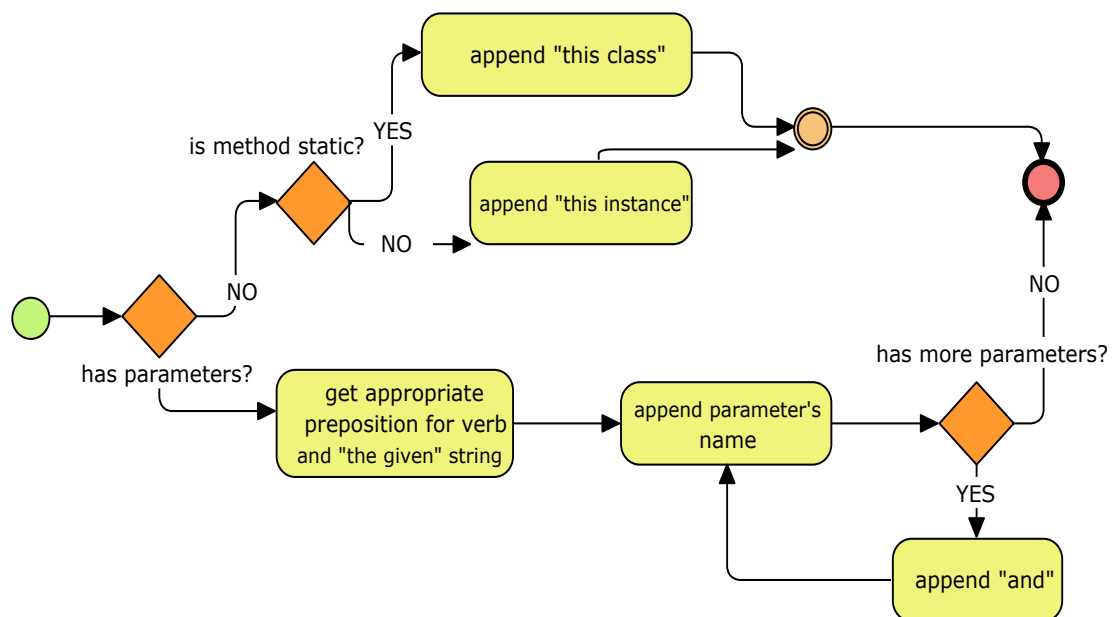 append "this class"
YES
is method static?
append "this instance"
NO
NO
NO
has parameters?
has more parameters?
get appropriate
preposition for verb
and "the given" string
append parameter's
name
YES
append "and"